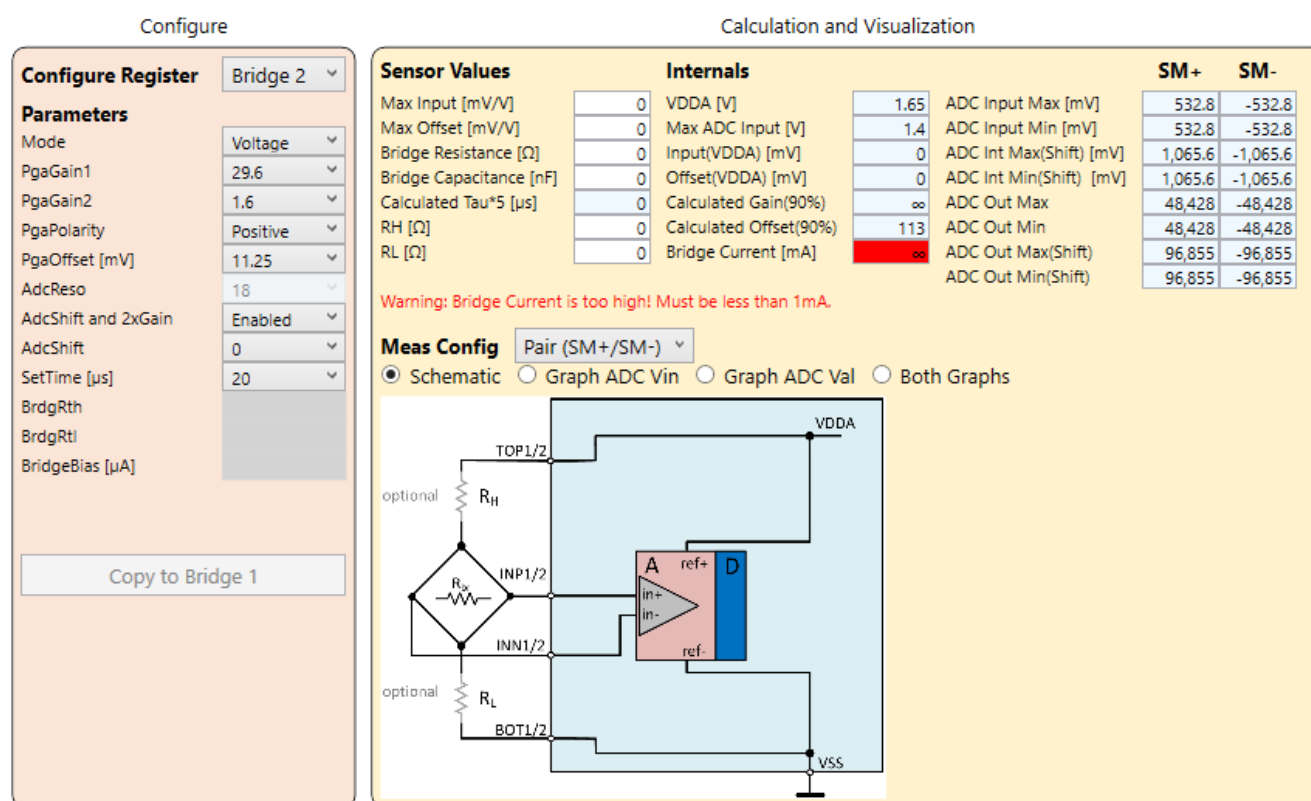 Configure
Calculation and Visualization
Configure Register Bridge 2
Parameters
Mode Voltage
PgaGain1 29.6
PgaGain2 1.6
PgaPolarity Positive
PgaOffset [mV] 11.25
AdcReso 18
AdcShift and 2xGain Enabled
AdcShift 0
SetTime [µs] 20
BrdgRth
BrdgRtl
BridgeBias [µA]
Copy to Bridge 1
Sensor Values Internals SM+ SM-
Max Input [mV/V] 0 VDDA [V] 1.65 ADC Input Max [mV] 532.8 -532.8
Max Offset [mV/V] 0 Max ADC Input [V] 1.4 ADC Input Min [mV] 532.8 -532.8
Bridge Resistance [Ω] 0 Input(VDDA) [mV] 0 ADC Int Max(Shift) [mV] 1,065.6 -1,065.6
Bridge Capacitance [nF] 0 Offset(VDDA) [mV] 0 ADC Int Min(Shift) [mV] 1,065.6 -1,065.6
Calculated Tau*5 [µs] 0 Calculated Gain(90%) ∞ ADC Out Max 48,428 -48,428
RH [Ω] 0 Calculated Offset(90%) 113 ADC Out Min 48,428 -48,428
RL [Ω] 0 Bridge Current [mA] ∞ ADC Out Max(Shift) 96,855 -96,855
ADC Out Min(Shift) 96,855 -96,855
Warning: Bridge Current is too high! Must be less than 1mA.
Meas Config Pair (SM+/SM-)
Schematic Graph ADC Vin Graph ADC Val Both Graphs
VDDA
TOP1/2
optional RH
A ref+ D
INP1/2
in+
in-
INN1/2
ref-
optional RL
BOT1/2
VSS